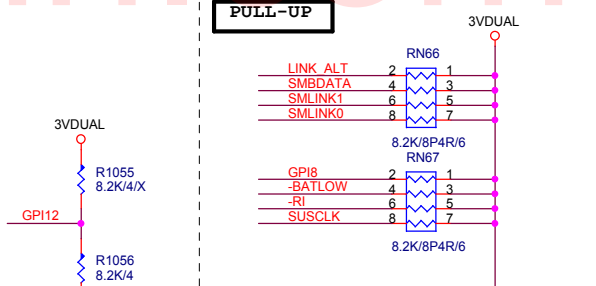 PULL-UP
3VDUAL
RN66
LINK_ALT 2 1
SMBDATA 4 3
SMLINK1 6 5
SMLINK0 8 7
8.2K/8P4R/6
RN67
GPI8 2 1
-BATLOW 4 3
-RI 6 5
SUSCLK 8 7
8.2K/8P4R/6
3VDUAL
R1055
8.2K/4/X
GPI12
R1056
8.2K/4